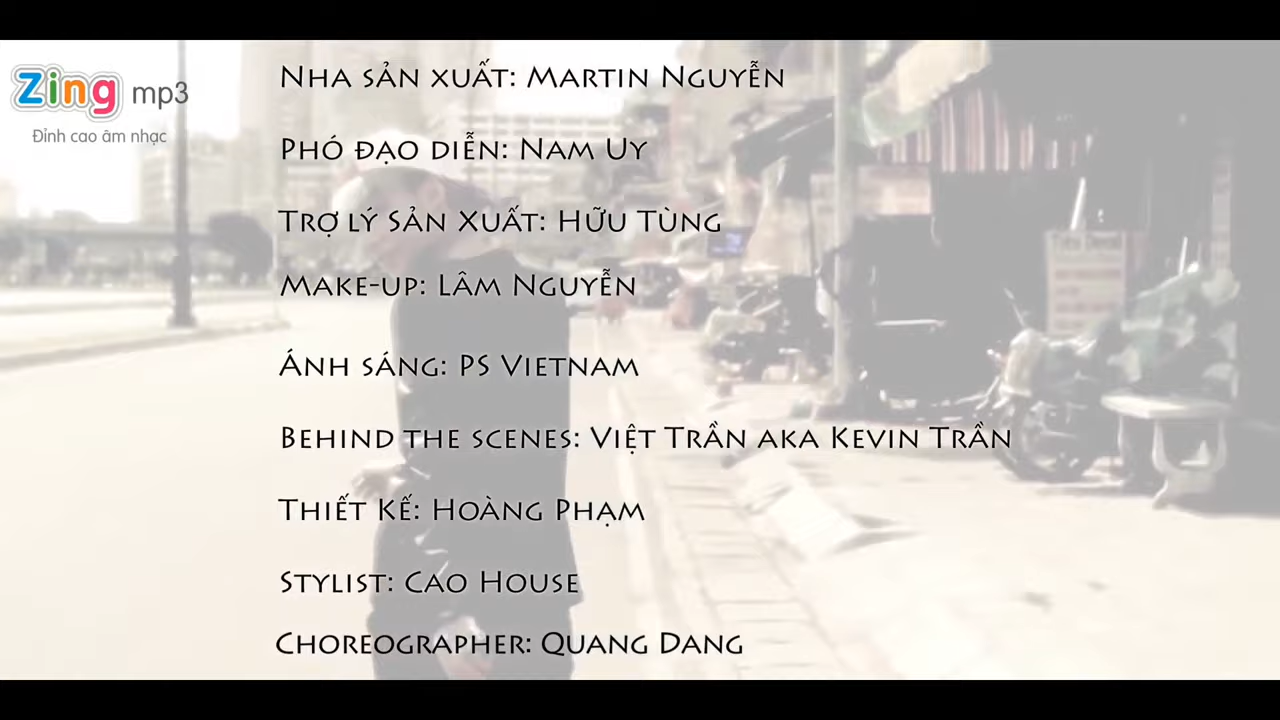 Zing mp3
Đỉnh cao âm nhạc
Nha sản xuất: Martin Nguyễn
Phó đạo diễn: Nam Uy
Trợ lý Sản Xuất: Hữu Tùng
Make-up: Lâm Nguyễn
Ánh sáng: PS Vietnam
Behind the scenes: Việt Trần aka Kevin Trần
Thiết Kế: Hoàng Phạm
Stylist: Cao House
Choreographer: Quang Dang